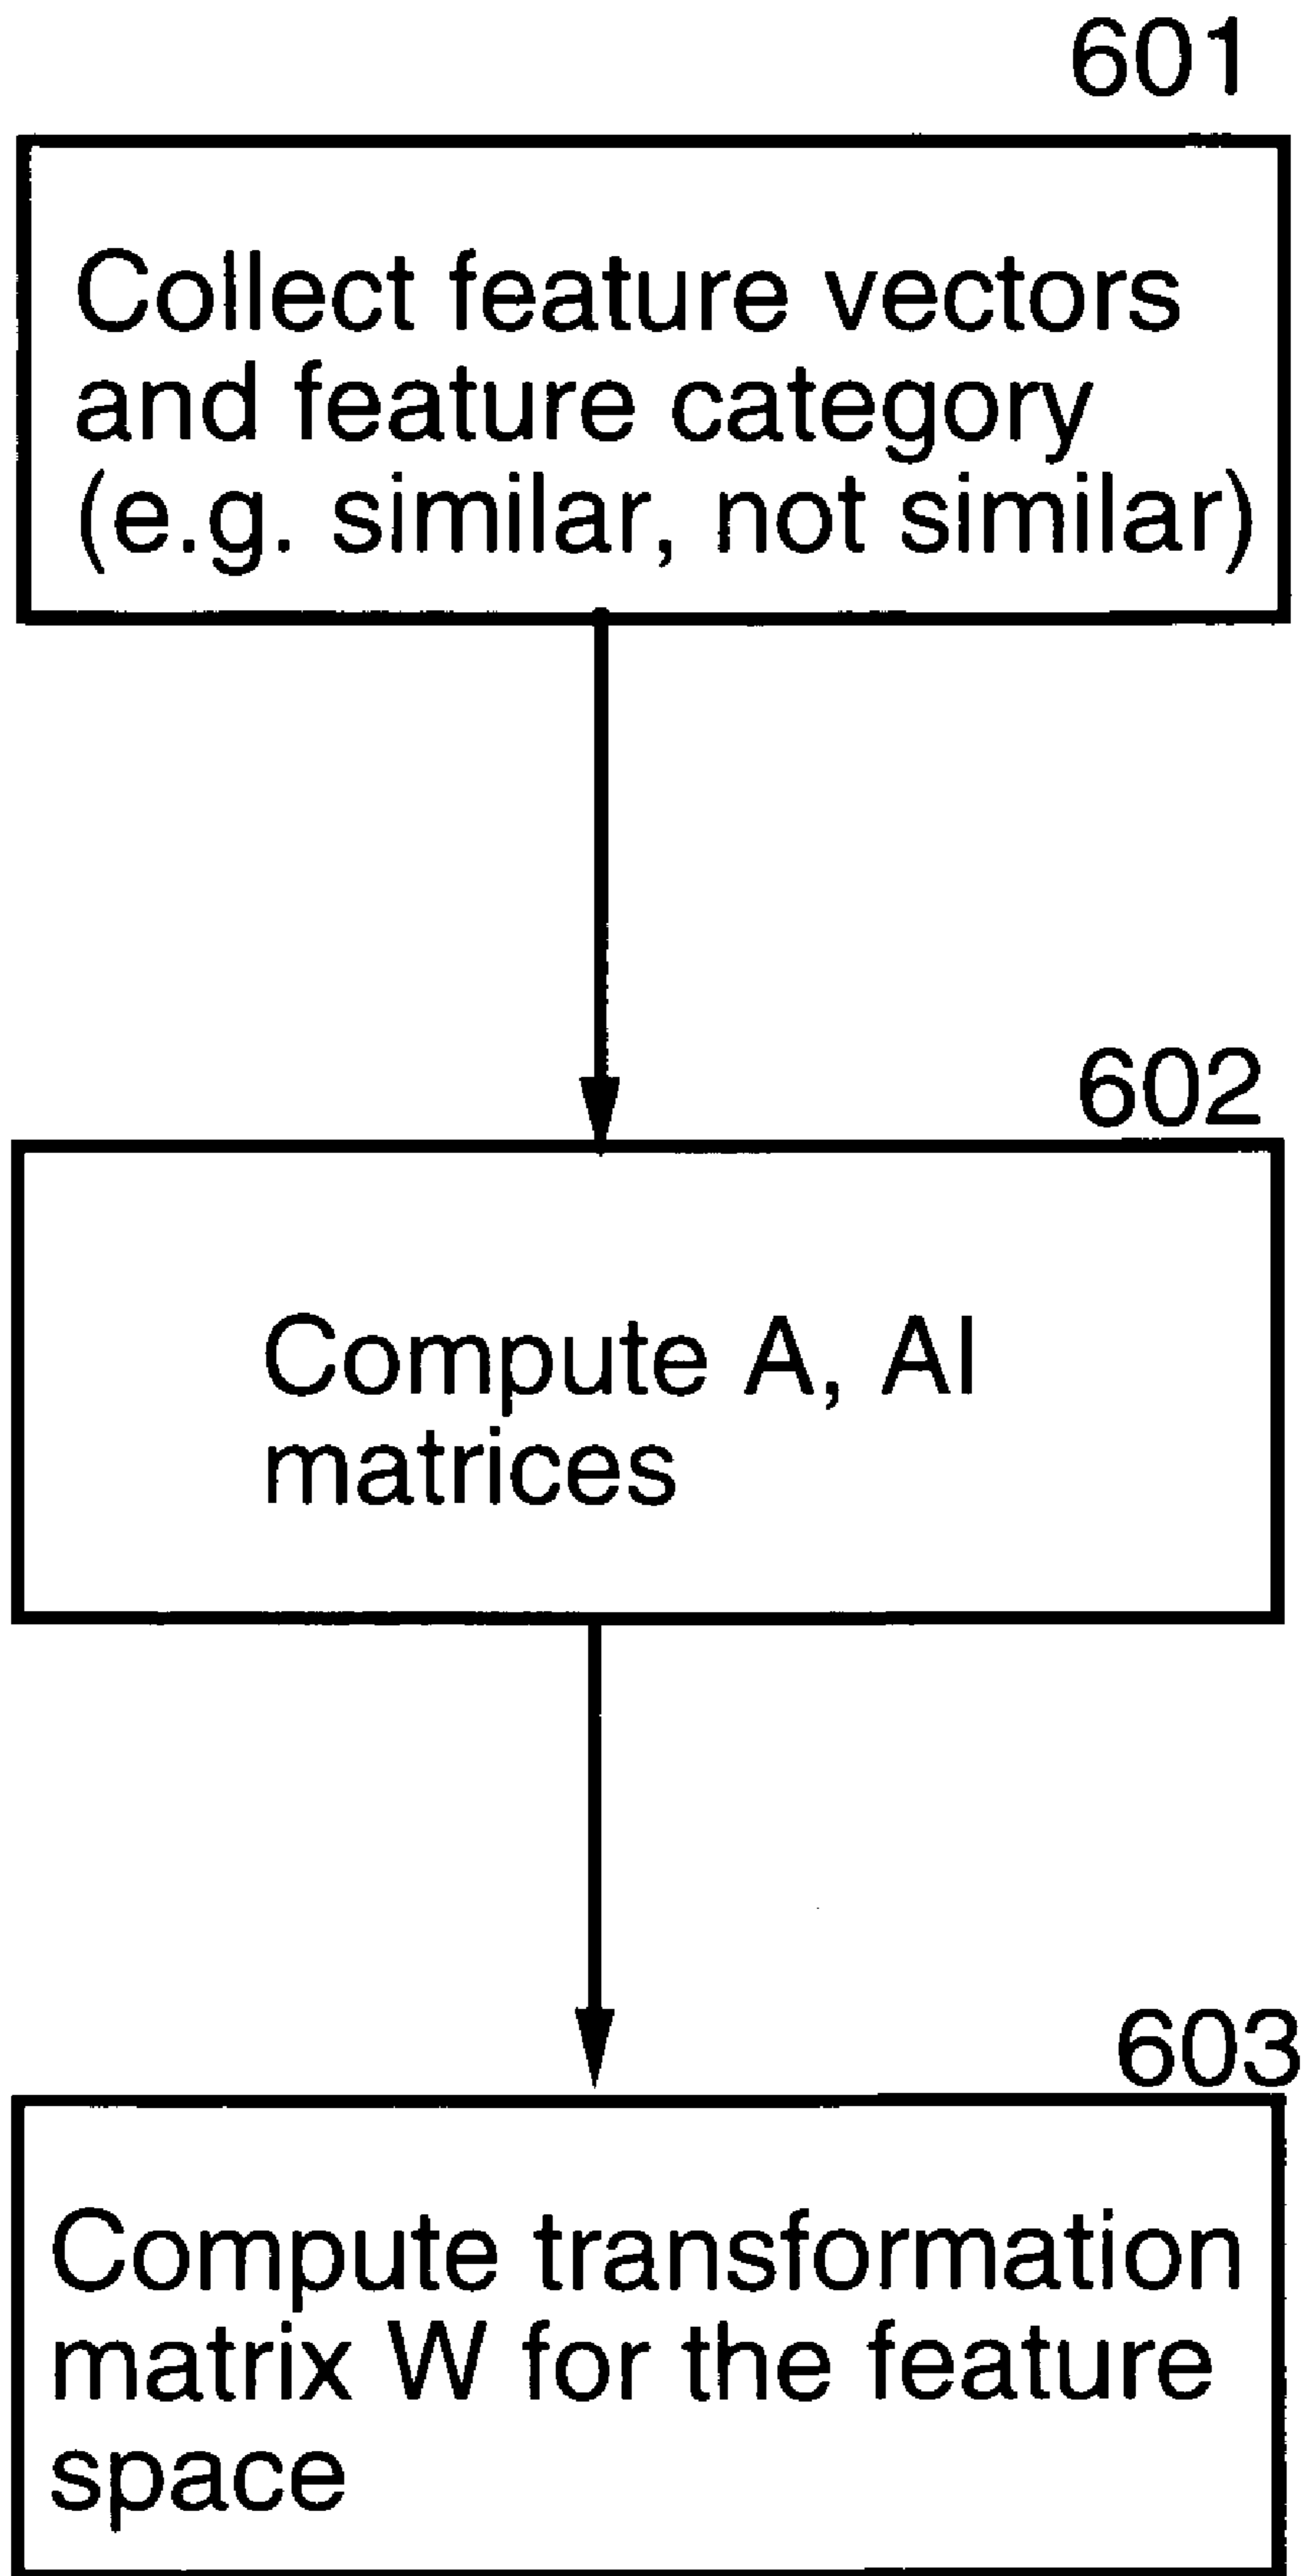 601
Collect feature vectors
and feature category
(e.g. similar, not similar)
602
Compute A, AI
matrices
603
Compute transformation
matrix W for the feature
space